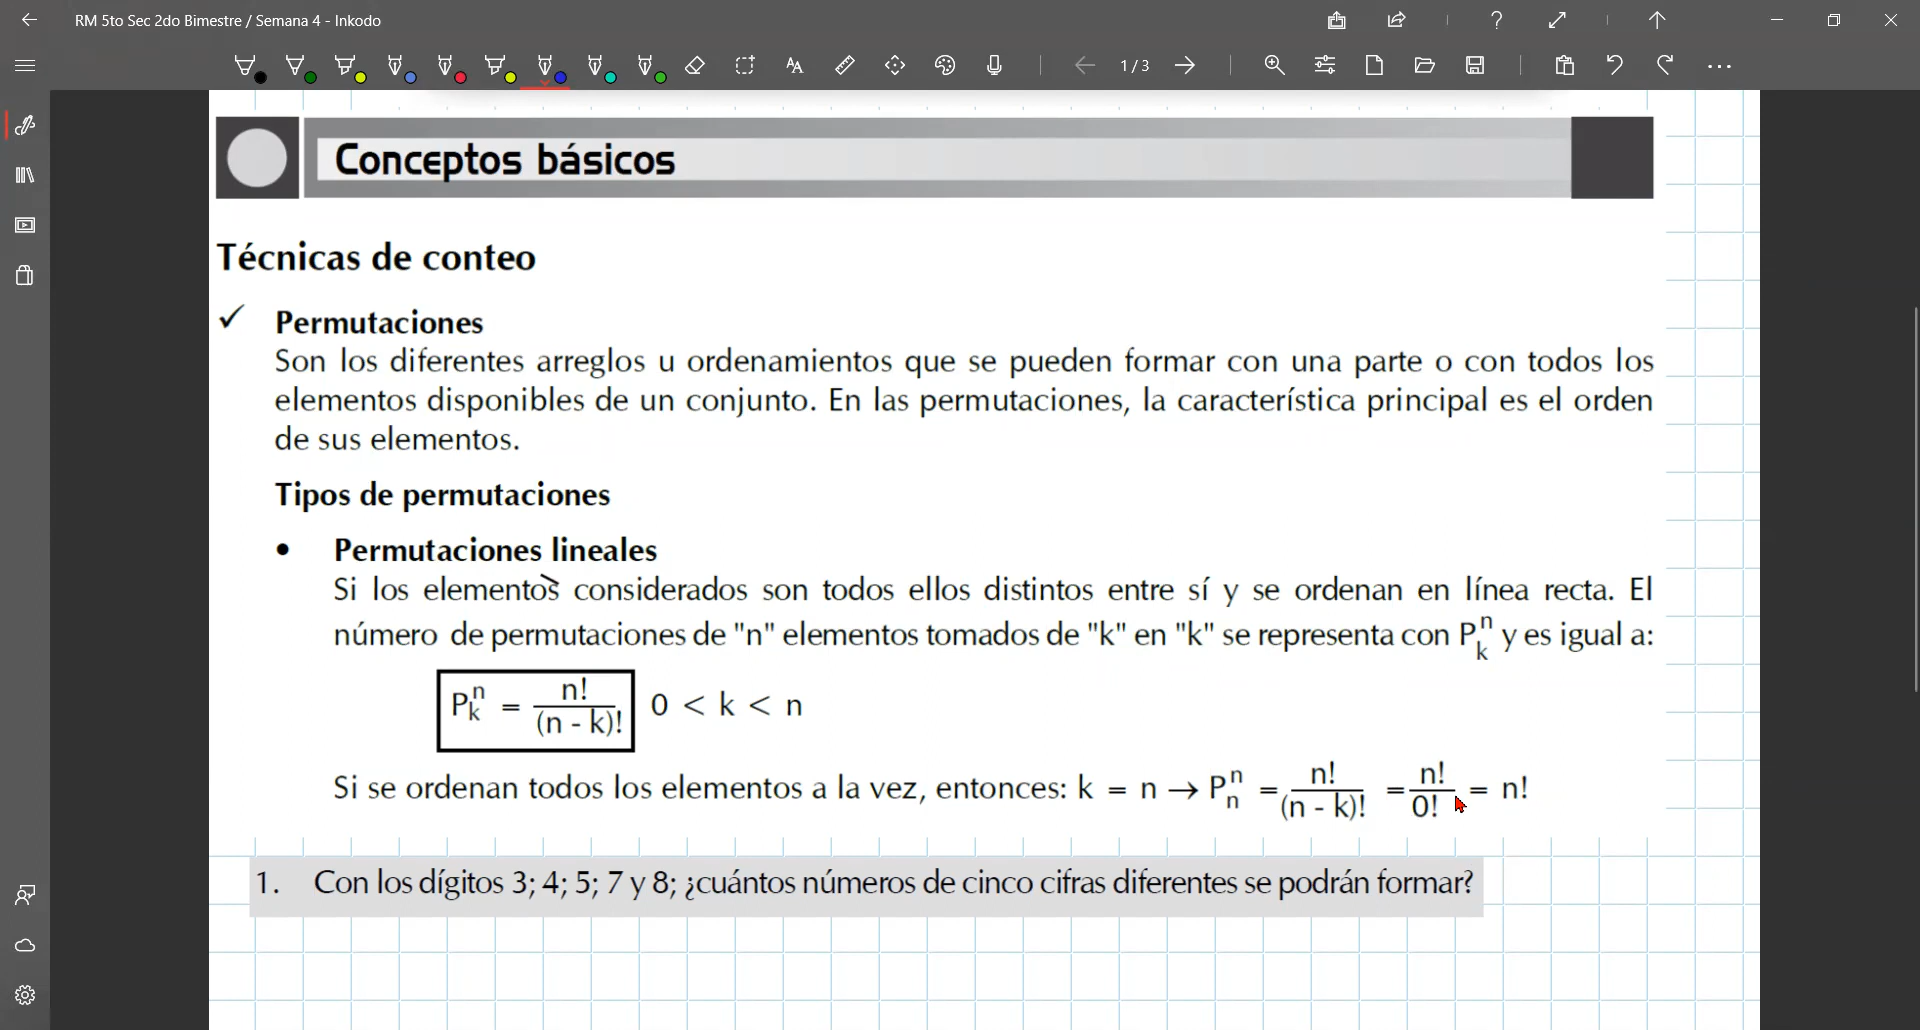 RM 5to Sec 2do Bimestre / Semana 4 - Inkodo
1 / 3
Conceptos básicos
Técnicas de conteo
✓ Permutaciones
Son los diferentes arreglos u ordenamientos que se pueden formar con una parte o con todos los
elementos disponibles de un conjunto. En las permutaciones, la característica principal es el orden
de sus elementos.
Tipos de permutaciones
• Permutaciones lineales
Si los elementos considerados son todos ellos distintos entre sí y se ordenan en línea recta. El
número de permutaciones de "n" elementos tomados de "k" en "k" se representa con P^n_k y es igual a:
P^n_k = n! / (n - k)! 0 < k < n
Si se ordenan todos los elementos a la vez, entonces: k = n → P^n_n = n! / (n - k)! = n! / 0! = n!
1. Con los dígitos 3; 4; 5; 7 y 8; ¿cuántos números de cinco cifras diferentes se podrán formar?